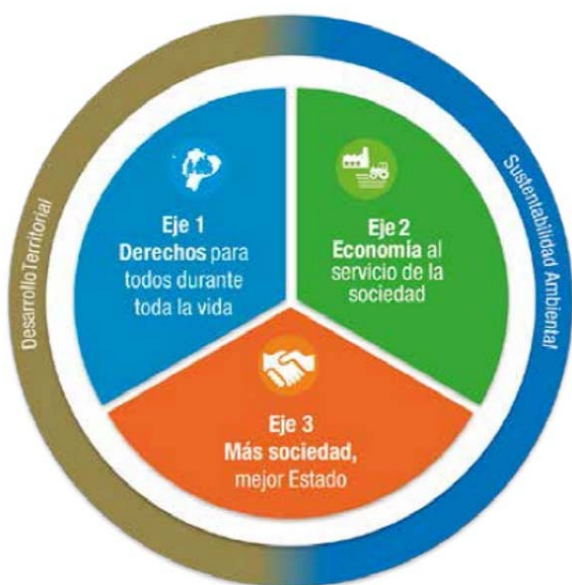 Desarrollo Territorial
Eje 1
Derechos para
todos durante
toda la vida
Eje 2
Economía al
servicio de la
sociedad
Sustentabilidad Ambiental
Eje 3
Más sociedad,
mejor Estado